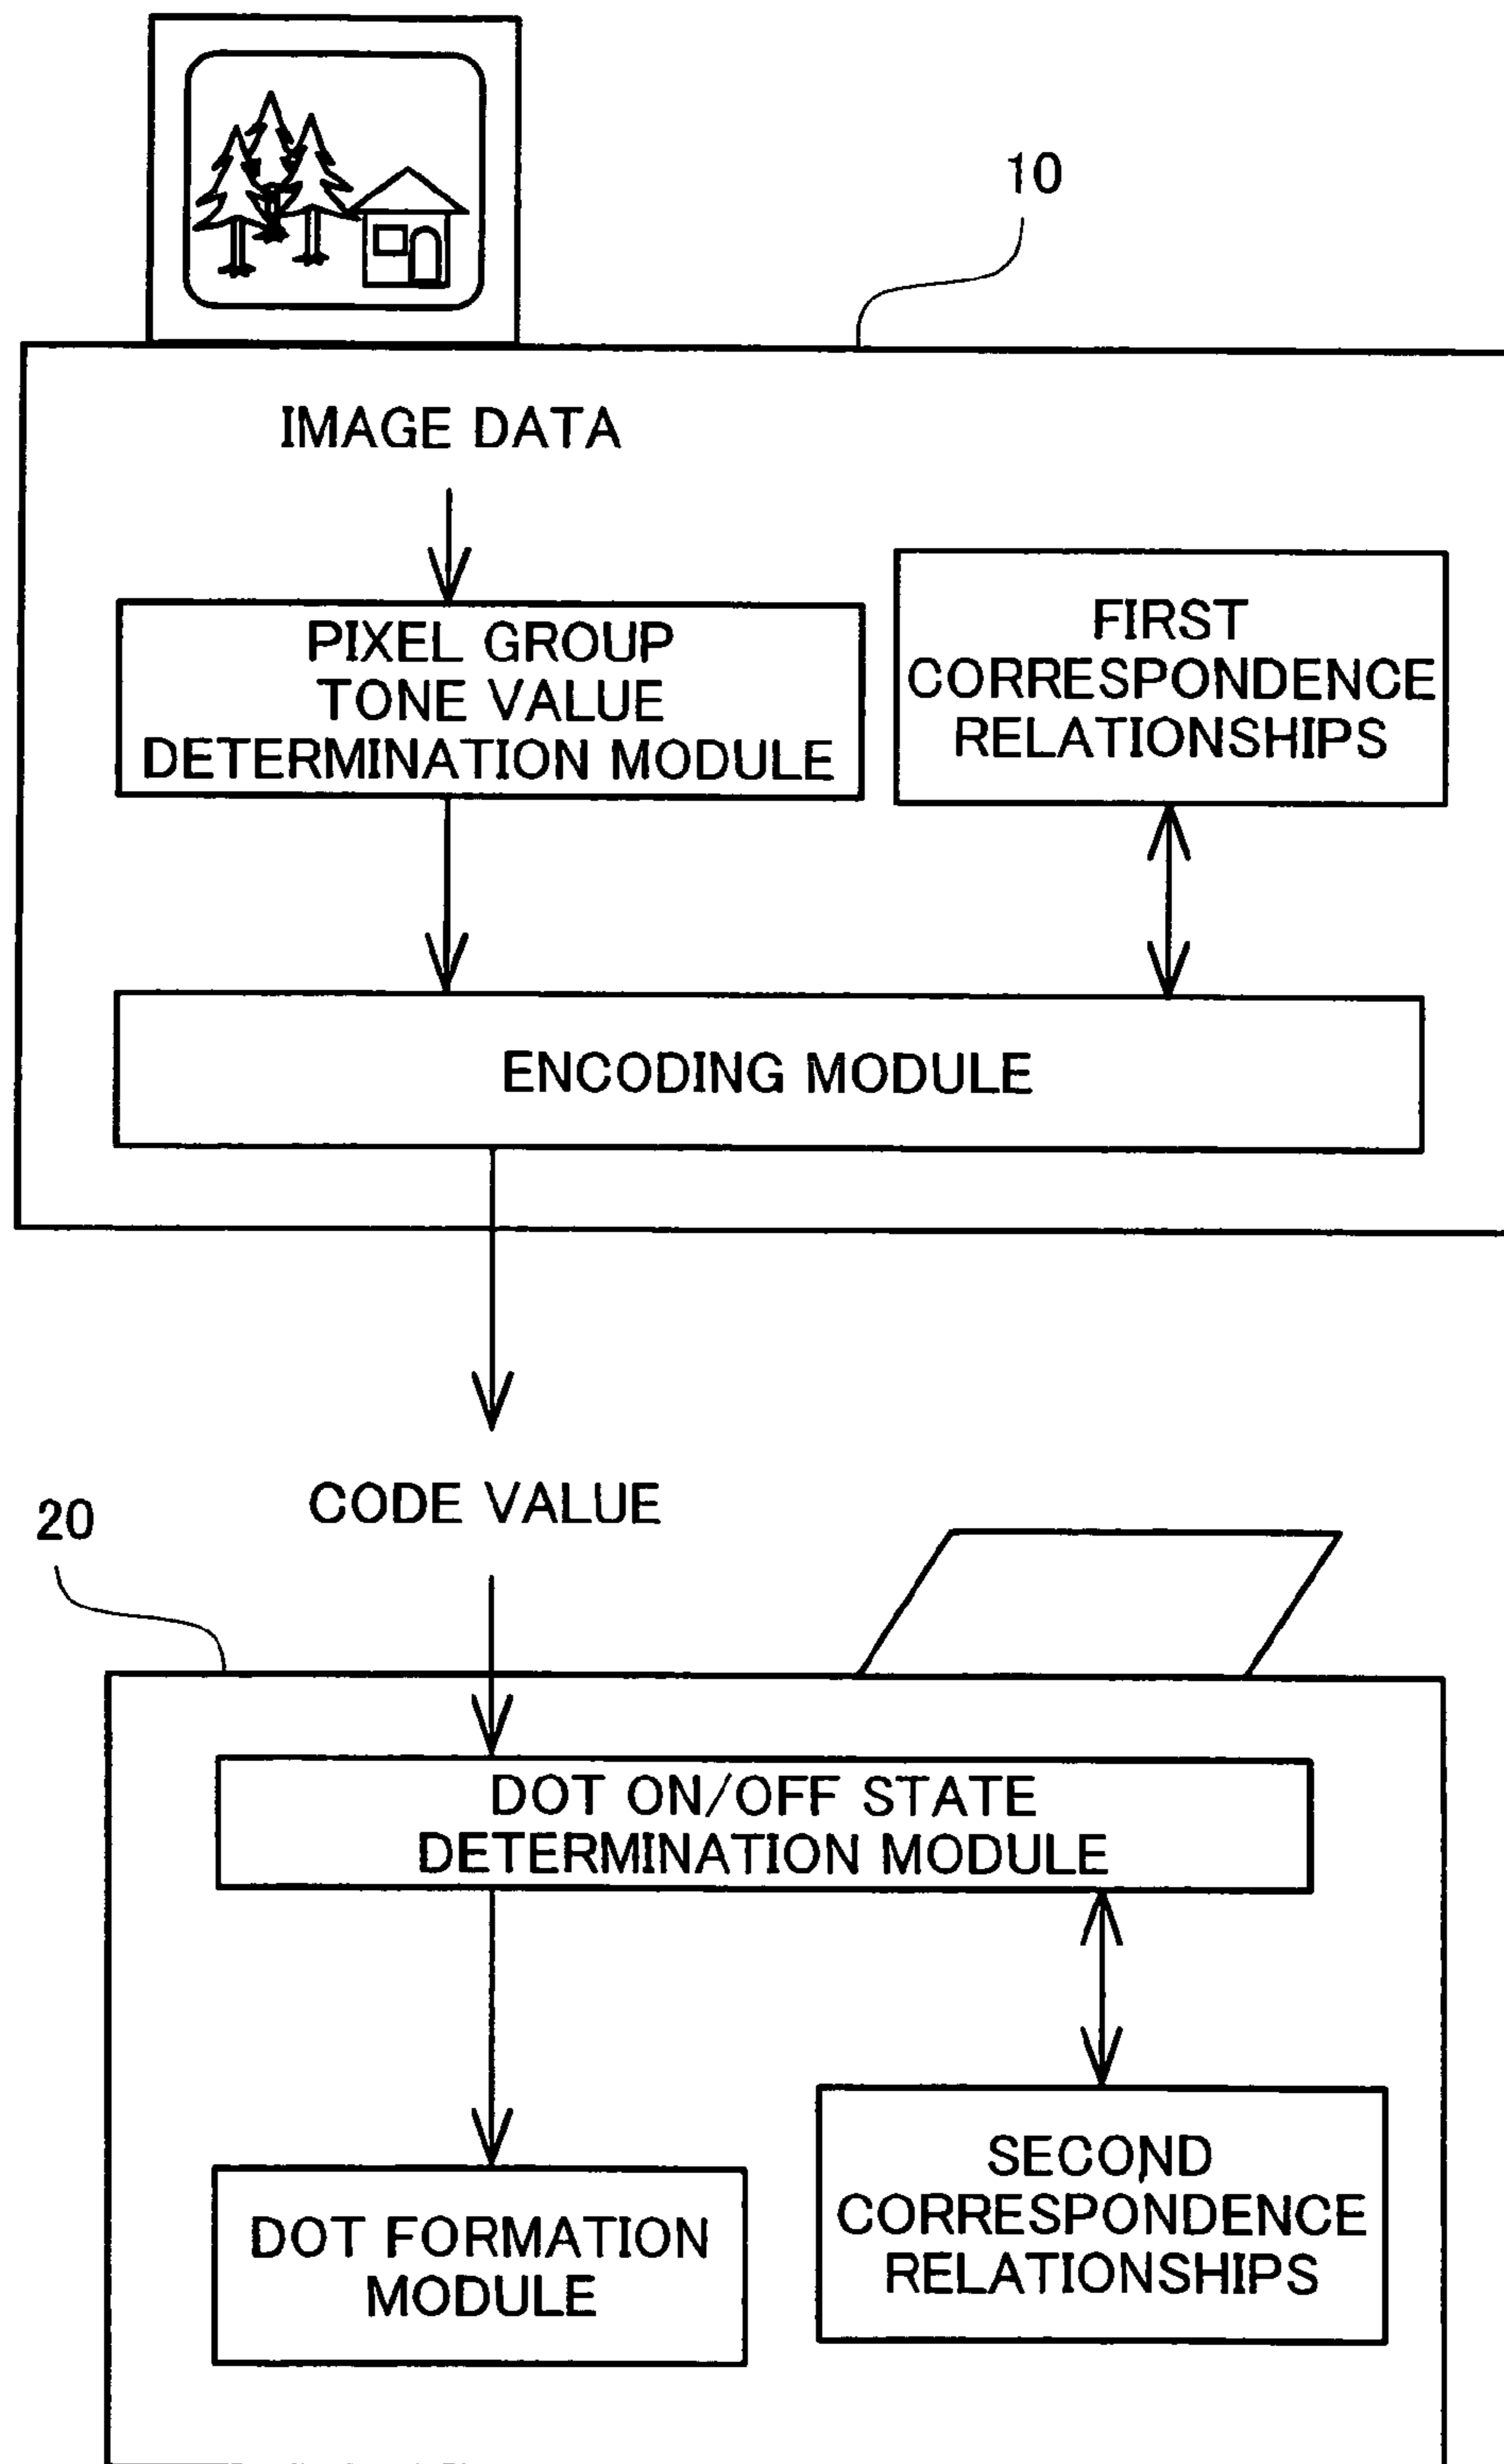 10
IMAGE DATA
PIXEL GROUP
TONE VALUE
DETERMINATION MODULE
FIRST
CORRESPONDENCE
RELATIONSHIPS
ENCODING MODULE
CODE VALUE
20
DOT ON/OFF STATE
DETERMINATION MODULE
DOT FORMATION
MODULE
SECOND
CORRESPONDENCE
RELATIONSHIPS